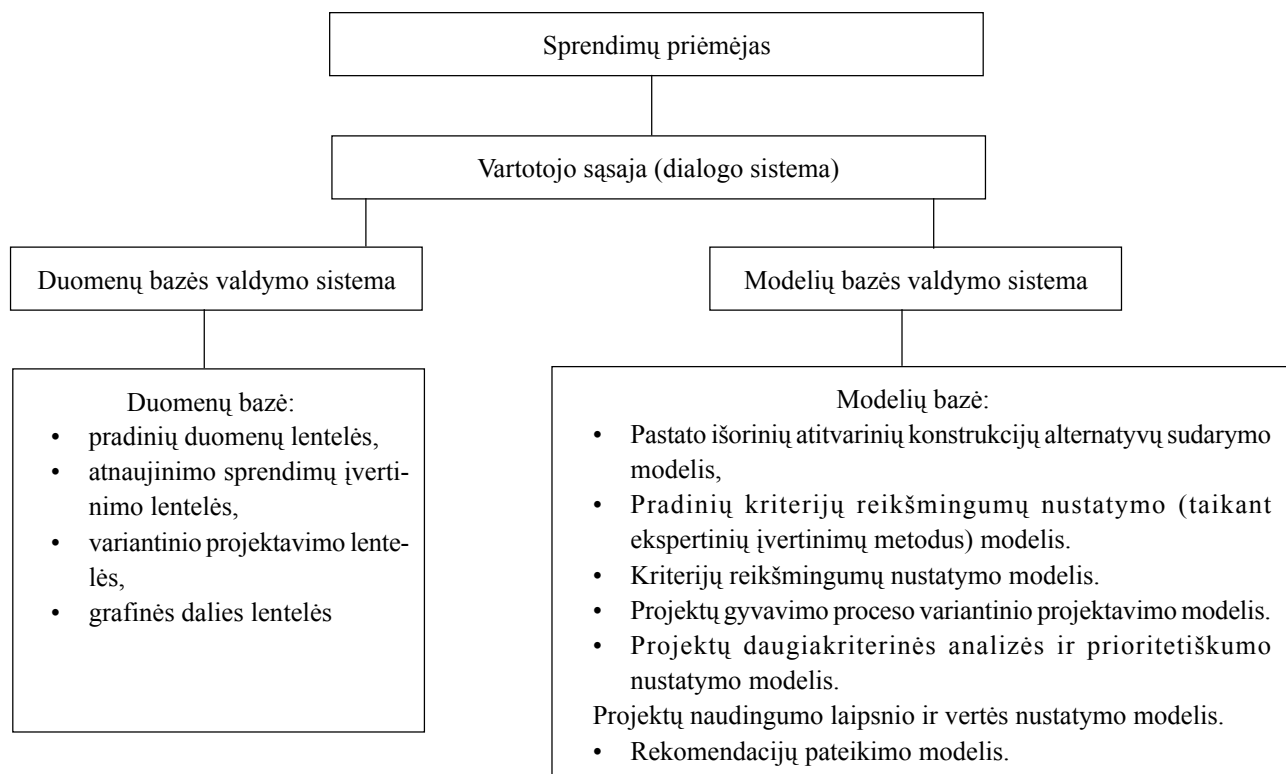 Sprendimų priėmėjas
Vartotojo sąsaja (dialogo sistema)
Duomenų bazės valdymo sistema
Modelių bazės valdymo sistema
Duomenų bazė:
• pradinių duomenų lentelės,
• atnaujinimo sprendimų įverti-
nimo lentelės,
• variantinio projektavimo lente-
lės,
• grafinės dalies lentelės
Modelių bazė:
• Pastato išorinių atitvarinių konstrukcijų alternatyvų sudarymo
modelis,
• Pradinių kriterijų reikšmingumų nustatymo (taikant
ekspertinių įvertinimų metodus) modelis.
• Kriterijų reikšmingumų nustatymo modelis.
• Projektų gyvavimo proceso variantinio projektavimo modelis.
• Projektų daugiakriterinės analizės ir prioritetiškumo
nustatymo modelis.
Projektų naudingumo laipsnio ir vertės nustatymo modelis.
• Rekomendacijų pateikimo modelis.